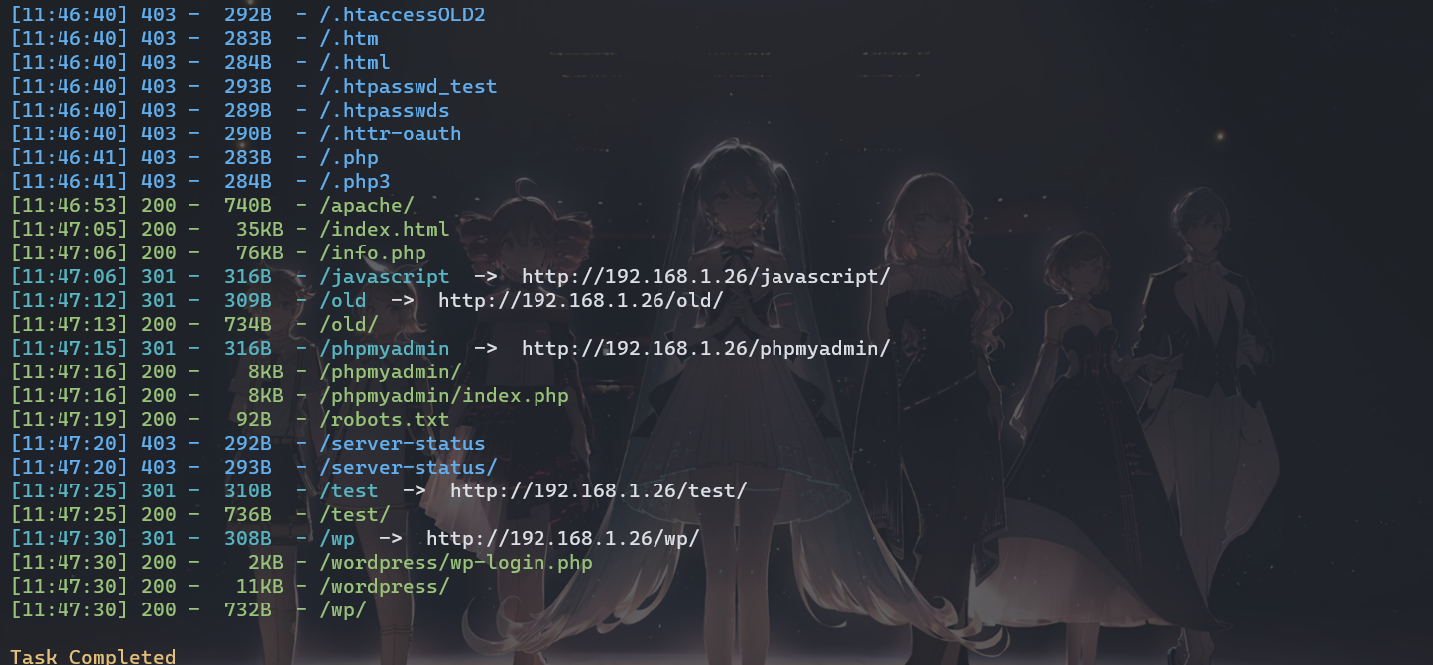 [11:46:40] 403 -  292B  - /.htaccessOLD2
[11:46:40] 403 -  283B  - /.htm
[11:46:40] 403 -  284B  - /.html
[11:46:40] 403 -  293B  - /.htpasswd_test
[11:46:40] 403 -  289B  - /.htpasswds
[11:46:40] 403 -  290B  - /.httr-oauth
[11:46:41] 403 -  283B  - /.php
[11:46:41] 403 -  284B  - /.php3
[11:46:53] 200 -  740B  - /apache/
[11:47:05] 200 -   35KB - /index.html
[11:47:06] 200 -   76KB - /info.php
[11:47:06] 301 -  316B  - /javascript  ->  http://192.168.1.26/javascript/
[11:47:12] 301 -  309B  - /old  ->  http://192.168.1.26/old/
[11:47:13] 200 -  734B  - /old/
[11:47:15] 301 -  316B  - /phpmyadmin  ->  http://192.168.1.26/phpmyadmin/
[11:47:16] 200 -    8KB - /phpmyadmin/
[11:47:16] 200 -    8KB - /phpmyadmin/index.php
[11:47:19] 200 -   92B  - /robots.txt
[11:47:20] 403 -  292B  - /server-status
[11:47:20] 403 -  293B  - /server-status/
[11:47:25] 301 -  310B  - /test  ->  http://192.168.1.26/test/
[11:47:25] 200 -  736B  - /test/
[11:47:30] 301 -  308B  - /wp  ->  http://192.168.1.26/wp/
[11:47:30] 200 -    2KB - /wordpress/wp-login.php
[11:47:30] 200 -   11KB - /wordpress/
[11:47:30] 200 -  732B  - /wp/
Task Completed